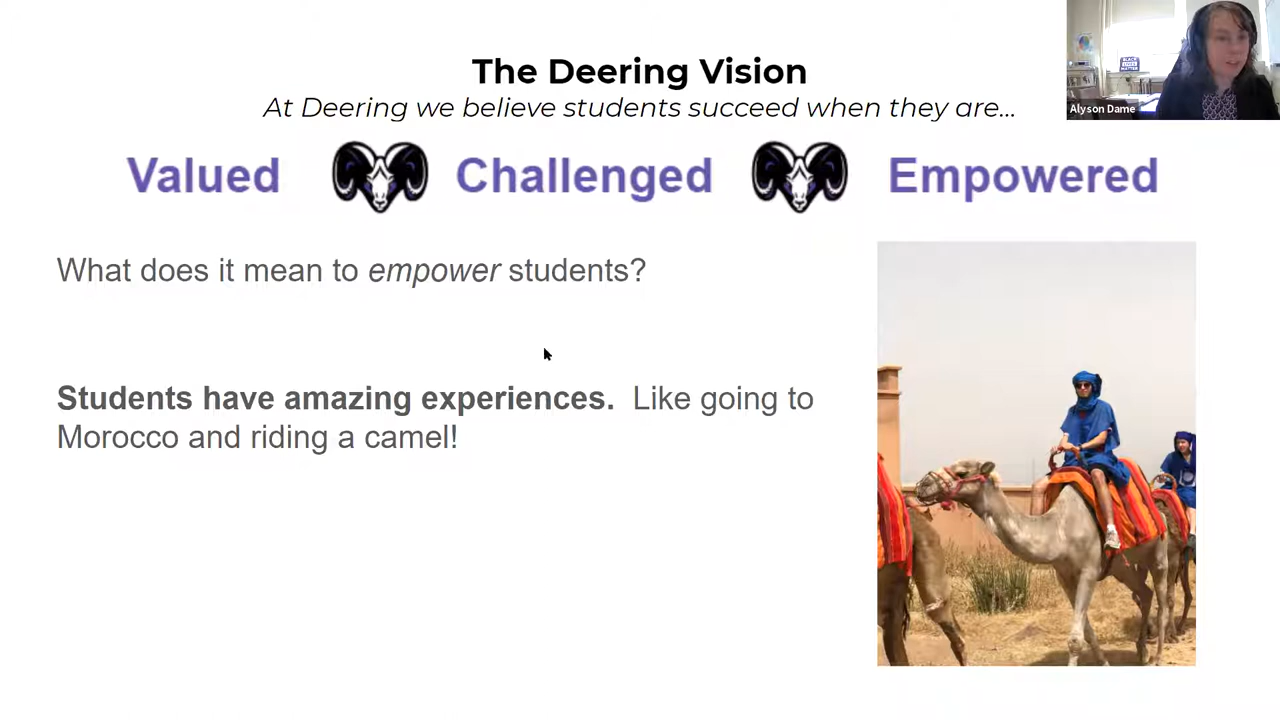 The Deering Vision
At Deering we believe students succeed when they are...
Valued Challenged Empowered
What does it mean to empower students?
Students have amazing experiences. Like going to
Morocco and riding a camel!
Alyson Dame